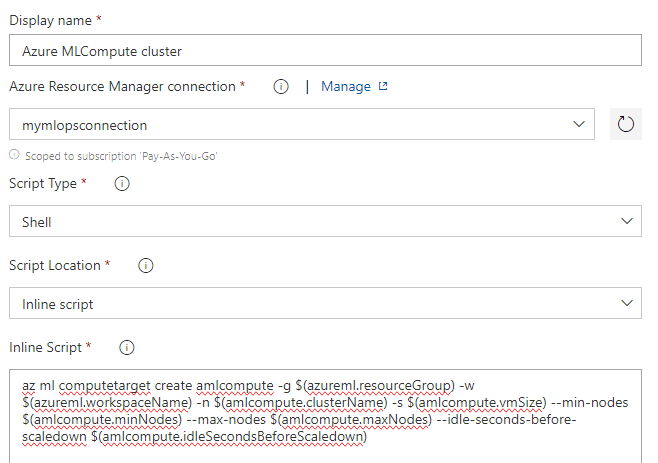 Display name *
Azure MLCompute cluster
Azure Resource Manager connection * | Manage
mymlopsconnection
Scoped to subscription 'Pay-As-You-Go'
Script Type *
Shell
Script Location *
Inline script
Inline Script *
az ml computetarget create amlcompute -g $(azureml.resourceGroup) -w
$(azureml.workspaceName) -n $(amlcompute.clusterName) -s $(amlcompute.vmSize) --min-nodes
$(amlcompute.minNodes) --max-nodes $(amlcompute.maxNodes) --idle-seconds-before-
scaledown $(amlcompute.idleSecondsBeforeScaledown)